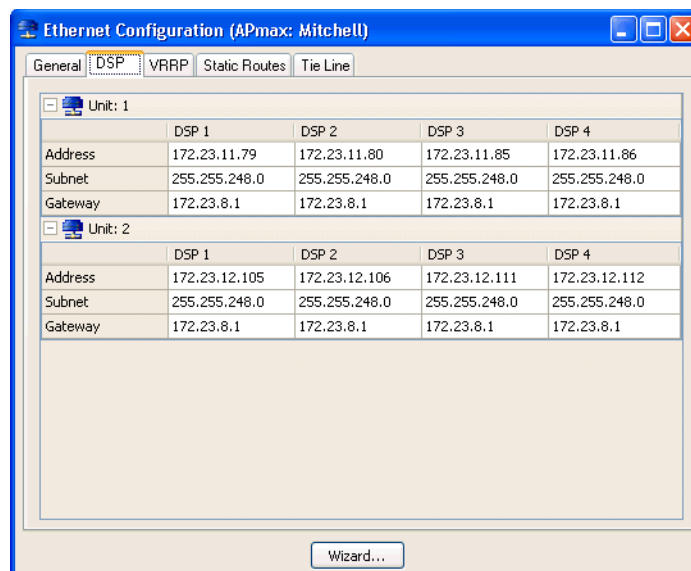 Ethernet Configuration (APmax: Mitchell)
General DSP VRRP Static Routes Tie Line
Unit: 1
DSP 1 DSP 2 DSP 3 DSP 4
Address 172.23.11.79 172.23.11.80 172.23.11.85 172.23.11.86
Subnet 255.255.248.0 255.255.248.0 255.255.248.0 255.255.248.0
Gateway 172.23.8.1 172.23.8.1 172.23.8.1 172.23.8.1
Unit: 2
DSP 1 DSP 2 DSP 3 DSP 4
Address 172.23.12.105 172.23.12.106 172.23.12.111 172.23.12.112
Subnet 255.255.248.0 255.255.248.0 255.255.248.0 255.255.248.0
Gateway 172.23.8.1 172.23.8.1 172.23.8.1 172.23.8.1
Wizard...